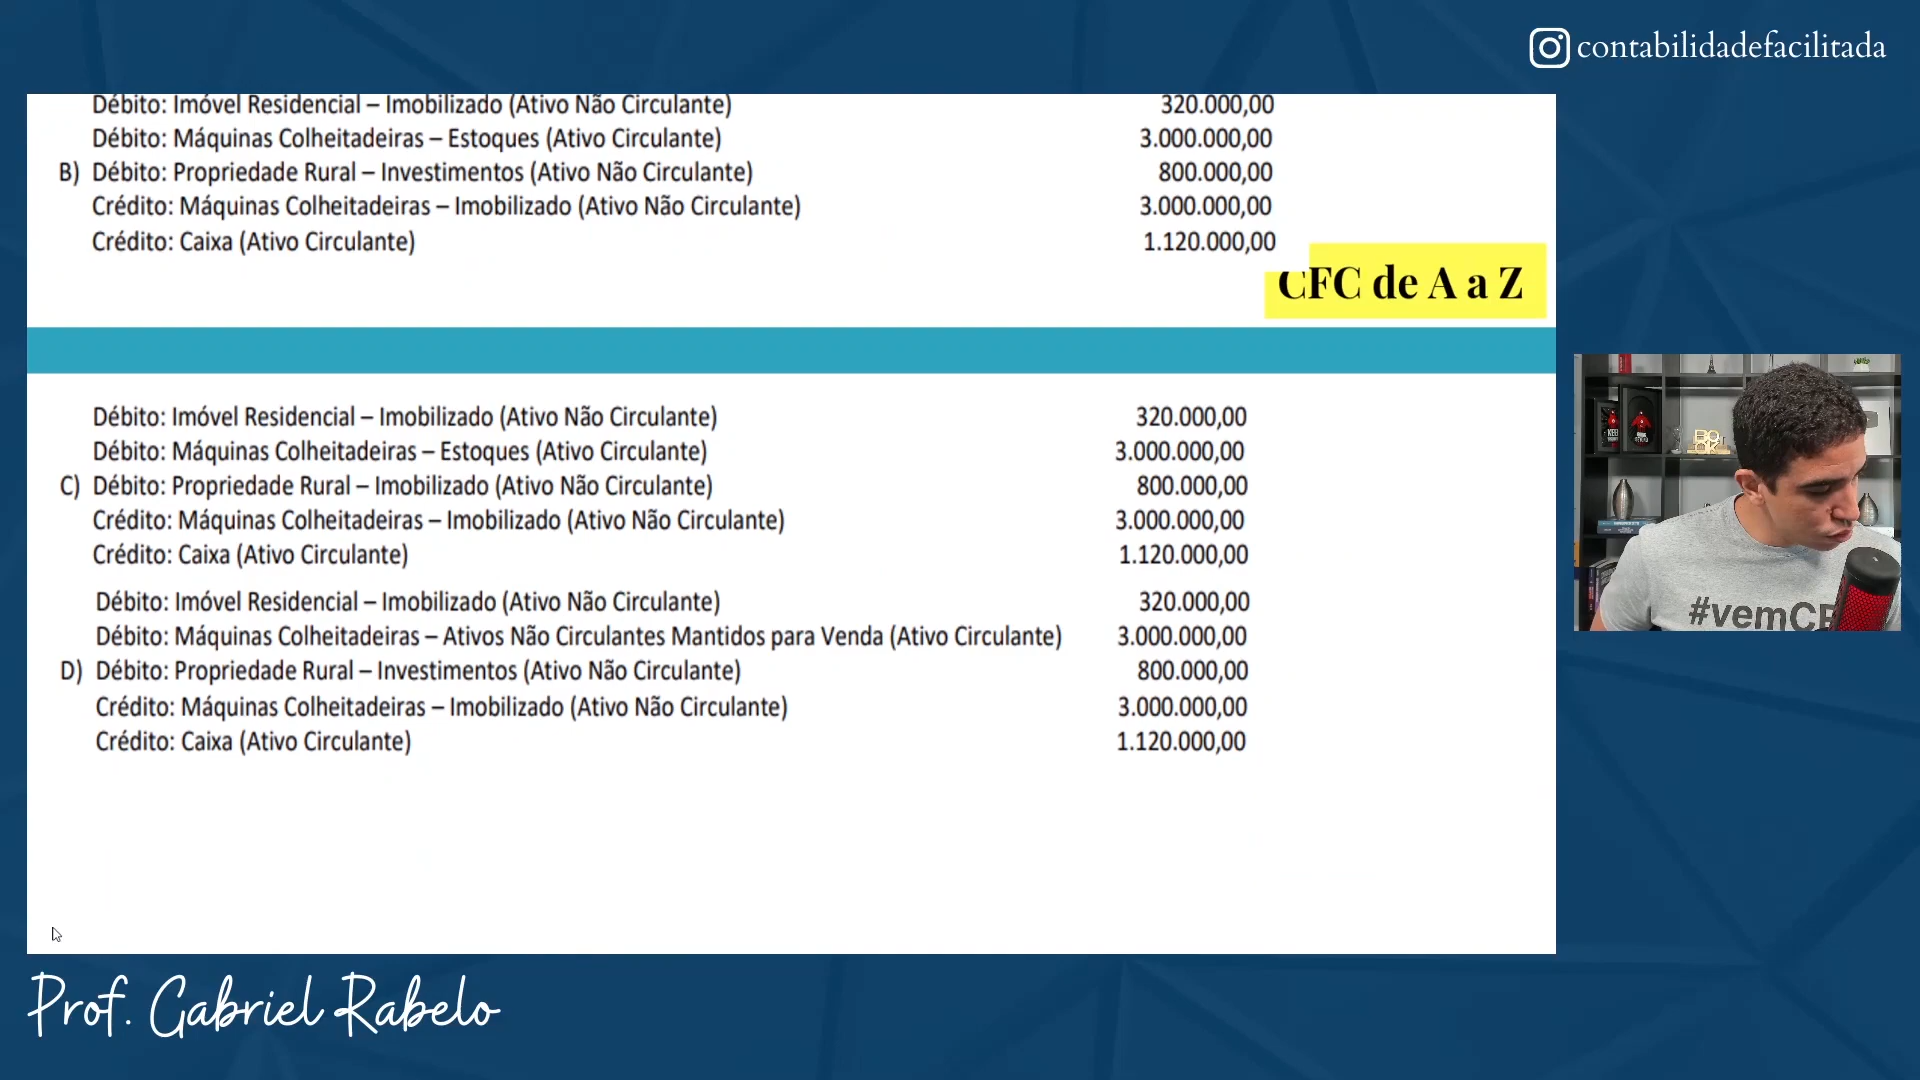 contabilidadefacilitada
Débito: Imóvel Residencial – Imobilizado (Ativo Não Circulante) 320.000,00
Débito: Máquinas Colheitadeiras – Estoques (Ativo Circulante) 3.000.000,00
B) Débito: Propriedade Rural – Investimentos (Ativo Não Circulante) 800.000,00
Crédito: Máquinas Colheitadeiras – Imobilizado (Ativo Não Circulante) 3.000.000,00
Crédito: Caixa (Ativo Circulante) 1.120.000,00
CFC de A a Z
Débito: Imóvel Residencial – Imobilizado (Ativo Não Circulante) 320.000,00
Débito: Máquinas Colheitadeiras – Estoques (Ativo Circulante) 3.000.000,00
C) Débito: Propriedade Rural – Imobilizado (Ativo Não Circulante) 800.000,00
Crédito: Máquinas Colheitadeiras – Imobilizado (Ativo Não Circulante) 3.000.000,00
Crédito: Caixa (Ativo Circulante) 1.120.000,00
Débito: Imóvel Residencial – Imobilizado (Ativo Não Circulante) 320.000,00
Débito: Máquinas Colheitadeiras – Ativos Não Circulantes Mantidos para Venda (Ativo Circulante) 3.000.000,00
D) Débito: Propriedade Rural – Investimentos (Ativo Não Circulante) 800.000,00
Crédito: Máquinas Colheitadeiras – Imobilizado (Ativo Não Circulante) 3.000.000,00
Crédito: Caixa (Ativo Circulante) 1.120.000,00
BO
OK
#vemC
Prof. Gabriel Rabelo